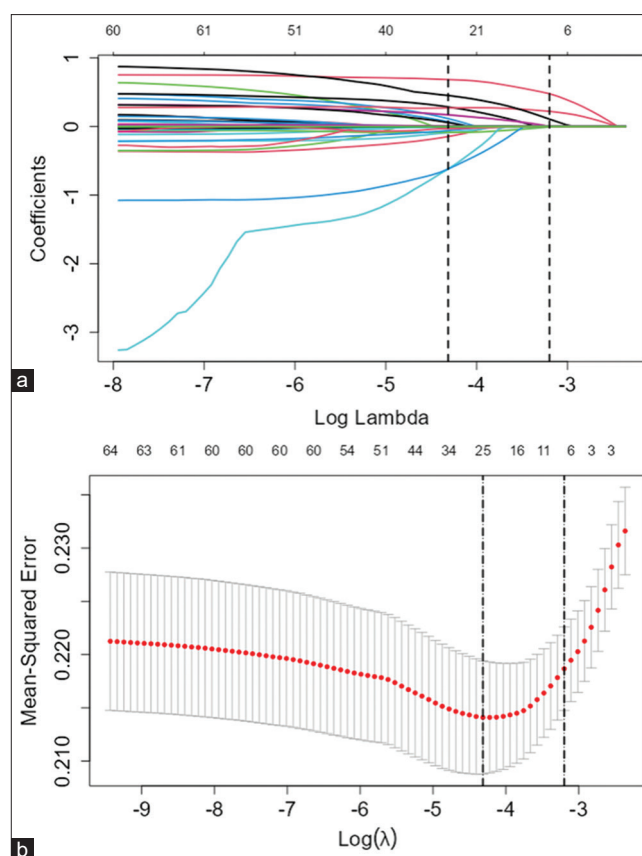 60 61 51 40 21 6
1
0
-1
-2
-3
Coefficients
-8 -7 -6 -5 -4 -3
Log Lambda
a
64 63 61 60 60 60 60 54 51 44 34 25 16 11 6 3 3
0.230
0.220
0.210
Mean-Squared Error
-9 -8 -7 -6 -5 -4 -3
Log(λ)
b